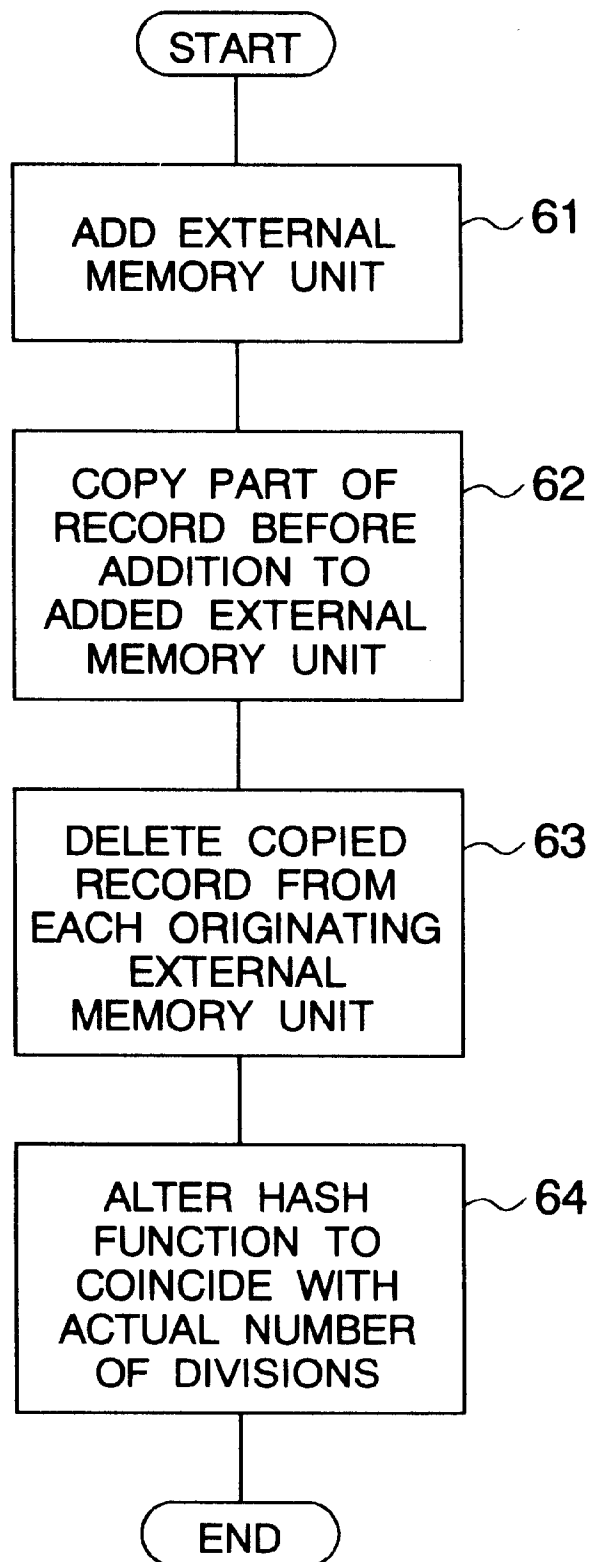 START
ADD EXTERNAL
MEMORY UNIT
61
COPY PART OF
RECORD BEFORE
ADDITION TO
ADDED EXTERNAL
MEMORY UNIT
62
DELETE COPIED
RECORD FROM
EACH ORIGINATING
EXTERNAL
MEMORY UNIT
63
ALTER HASH
FUNCTION TO
COINCIDE WITH
ACTUAL NUMBER
OF DIVISIONS
64
END